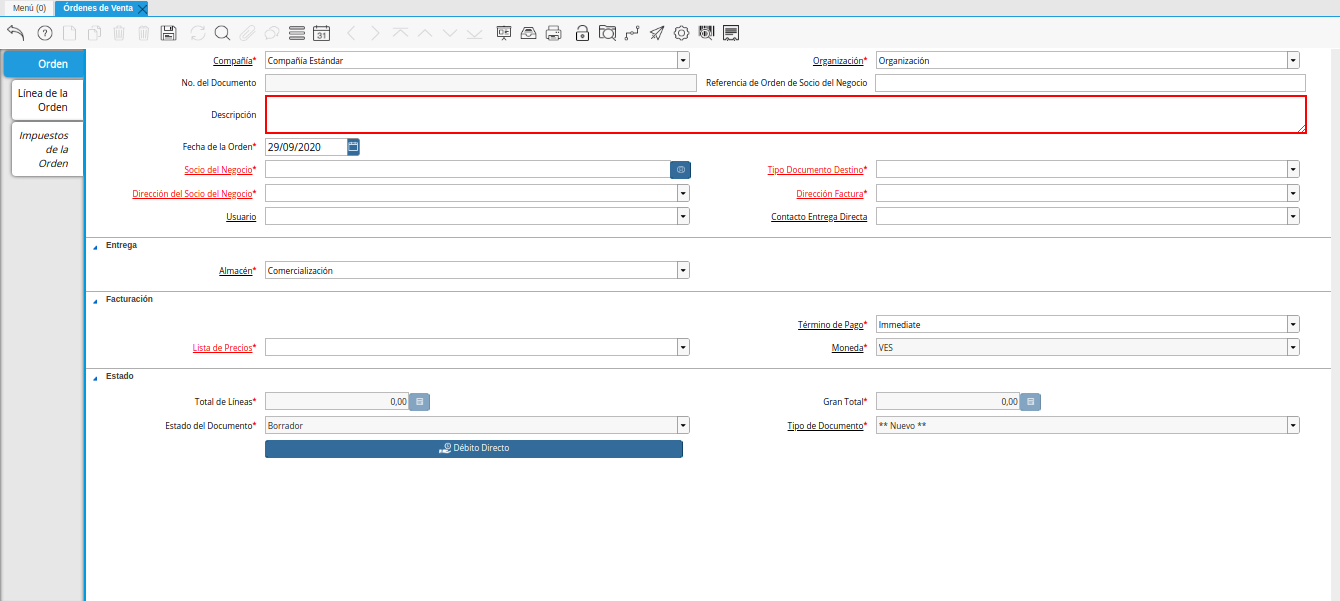 Menú (0) Órdenes de Venta
31
Orden
Línea de la
Orden
Impuestos
de la
Orden
Compañía* Compañía Estándar Organización* Organización
No. del Documento Referencia de Orden de Socio del Negocio
Descripción
Fecha de la Orden* 29/09/2020
Socio del Negocio* Tipo Documento Destino*
Dirección del Socio del Negocio* Dirección Factura*
Usuario Contacto Entrega Directa
Entrega
Almacén* Comercialización
Facturación
Término de Pago* Immediate
Lista de Precios* Moneda* VES
Estado
Total de Líneas* 0,00 Gran Total* 0,00
Estado del Documento* Borrador Tipo de Documento* ** Nuevo **
Débito Directo